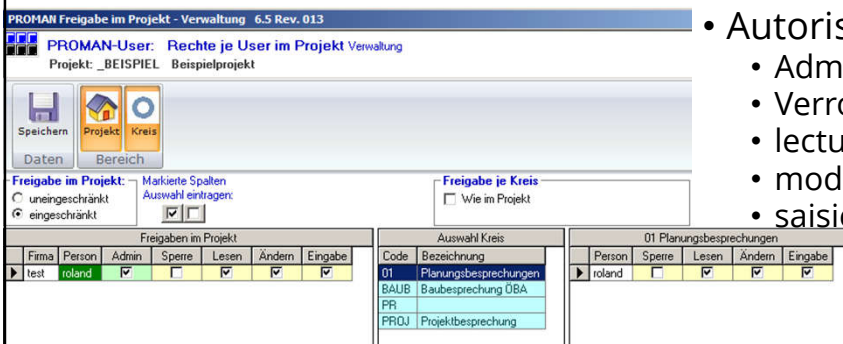 PROMAN Freigabe im Projekt - Verwaltung 6.5 Rev. 013
PROMAN-User: Rechte je User im Projekt Verwaltung
Projekt: _BEISPIEL Beispielprojekt
Speichern
Projekt
Kreis
Daten
Bereich
Freigabe im Projekt:
uneingeschränkt
eingeschränkt
Markierte Spalten
Auswahl eintragen:
Freigabe je Kreis
Wie im Projekt
Freigaben im Projekt
Firma Person Admin Sperre Lesen Ändern Eingabe
test roland
Auswahl Kreis
Code Bezeichnung
01 Planungsbesprechungen
BAUB Baubesprechung ÖBA
PR
PROJ Projektbesprechung
01 Planungsbesprechungen
Person Sperre Lesen Ändern Eingabe
roland
• Autoris
• Adm
• Verro
• lectu
• mod
• saisie